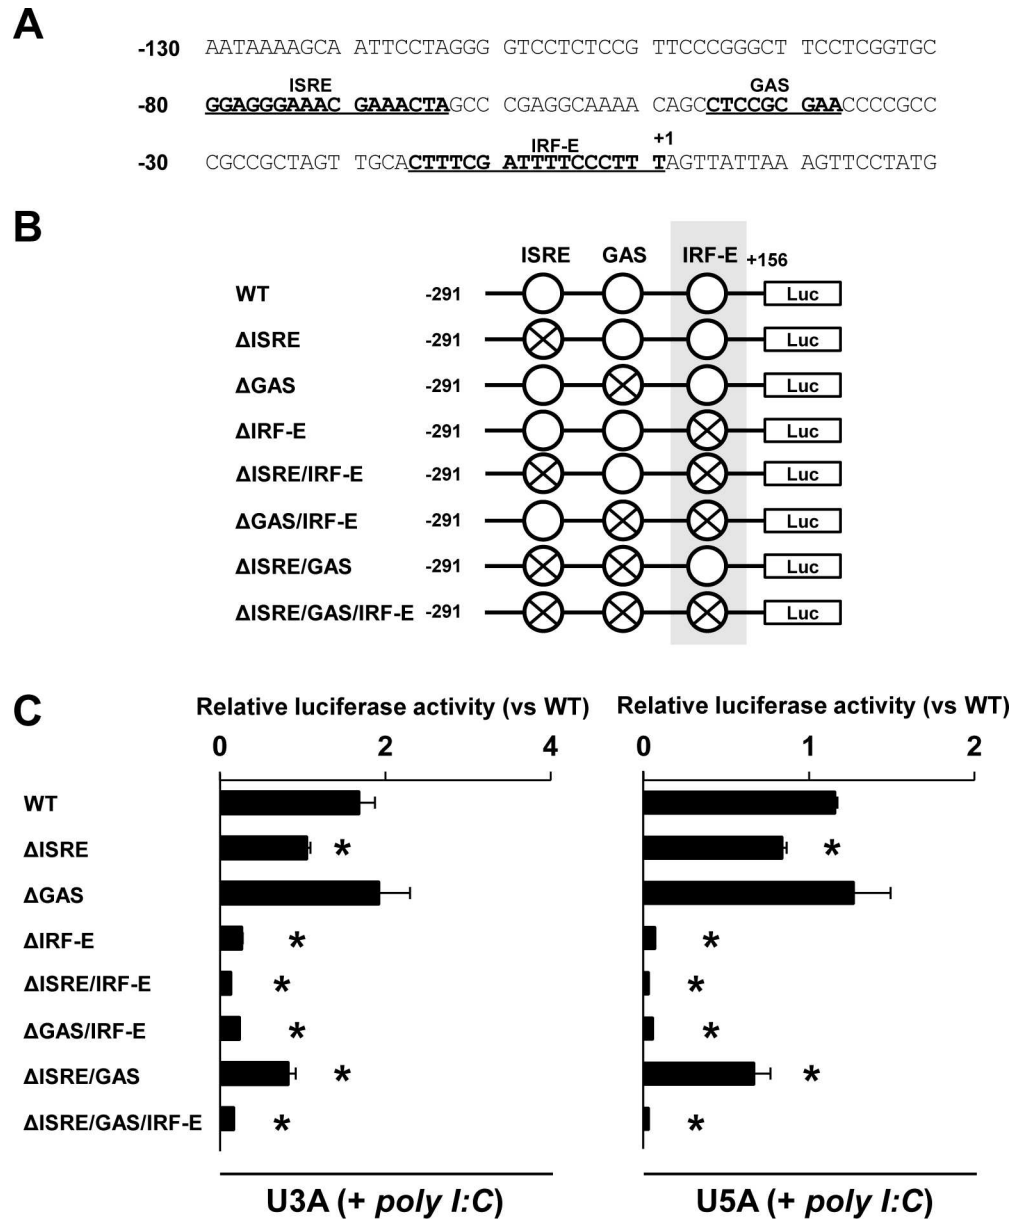 A
-130 AATAAAAGCA ATTCCTAGGG GTCCTCTCCG TTCCCGGGCT TCCTCGGTGC
ISRE GAS
-80 GGAGGGAAAC GAAACTAGCC CGAGGCAAAA CAGCCTCCGC GAACCCCGCC
IRF-E +1
-30 CGCCGCTAGT TGCACTTTCG ATTTTCCCTT TAGTTATTAA AGTTCCTATG
B
ISRE GAS IRF-E +156
WT -291 Luc
ΔISRE -291 Luc
ΔGAS -291 Luc
ΔIRF-E -291 Luc
ΔISRE/IRF-E -291 Luc
ΔGAS/IRF-E -291 Luc
ΔISRE/GAS -291 Luc
ΔISRE/GAS/IRF-E -291 Luc
C
Relative luciferase activity (vs WT) Relative luciferase activity (vs WT)
0 2 4 0 1 2
WT
ΔISRE * *
ΔGAS
ΔIRF-E * *
ΔISRE/IRF-E * *
ΔGAS/IRF-E * *
ΔISRE/GAS * *
ΔISRE/GAS/IRF-E * *
U3A (+ poly I:C) U5A (+ poly I:C)